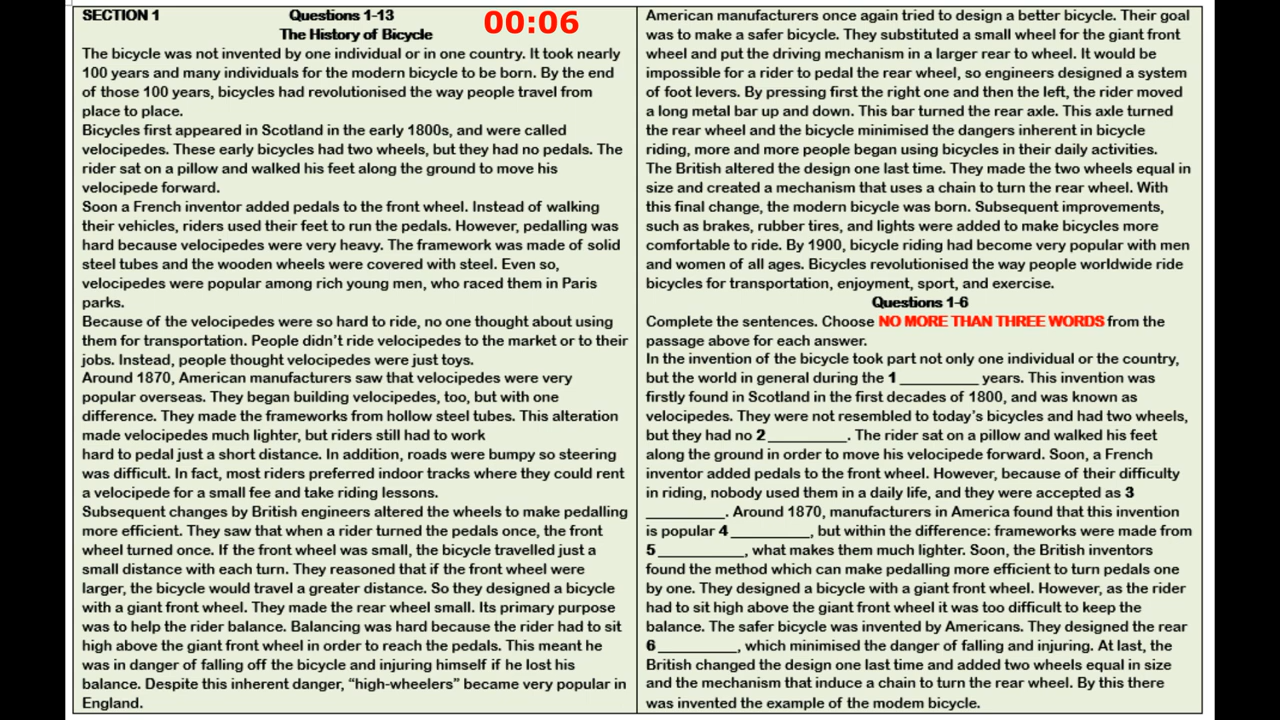 SECTION 1 Questions 1-13
00:06
The History of Bicycle
The bicycle was not invented by one individual or in one country. It took nearly
100 years and many individuals for the modern bicycle to be born. By the end
of those 100 years, bicycles had revolutionised the way people travel from
place to place.
Bicycles first appeared in Scotland in the early 1800s, and were called
velocipedes. These early bicycles had two wheels, but they had no pedals. The
rider sat on a pillow and walked his feet along the ground to move his
velocipede forward.
Soon a French inventor added pedals to the front wheel. Instead of walking
their vehicles, riders used their feet to run the pedals. However, pedalling was
hard because velocipedes were very heavy. The framework was made of solid
steel tubes and the wooden wheels were covered with steel. Even so,
velocipedes were popular among rich young men, who raced them in Paris
parks.
Because of the velocipedes were so hard to ride, no one thought about using
them for transportation. People didn't ride velocipedes to the market or to their
jobs. Instead, people thought velocipedes were just toys.
Around 1870, American manufacturers saw that velocipedes were very
popular overseas. They began building velocipedes, too, but with one
difference. They made the frameworks from hollow steel tubes. This alteration
made velocipedes much lighter, but riders still had to work
hard to pedal just a short distance. In addition, roads were bumpy so steering
was difficult. In fact, most riders preferred indoor tracks where they could rent
a velocipede for a small fee and take riding lessons.
Subsequent changes by British engineers altered the wheels to make pedalling
more efficient. They saw that when a rider turned the pedals once, the front
wheel turned once. If the front wheel was small, the bicycle travelled just a
small distance with each turn. They reasoned that if the front wheel were
larger, the bicycle would travel a greater distance. So they designed a bicycle
with a giant front wheel. They made the rear wheel small. Its primary purpose
was to help the rider balance. Balancing was hard because the rider had to sit
high above the giant front wheel in order to reach the pedals. This meant he
was in danger of falling off the bicycle and injuring himself if he lost his
balance. Despite this inherent danger, "high-wheelers" became very popular in
England.
American manufacturers once again tried to design a better bicycle. Their goal
was to make a safer bicycle. They substituted a small wheel for the giant front
wheel and put the driving mechanism in a larger rear to wheel. It would be
impossible for a rider to pedal the rear wheel, so engineers designed a system
of foot levers. By pressing first the right one and then the left, the rider moved
a long metal bar up and down. This bar turned the rear axle. This axle turned
the rear wheel and the bicycle minimised the dangers inherent in bicycle
riding, more and more people began using bicycles in their daily activities.
The British altered the design one last time. They made the two wheels equal in
size and created a mechanism that uses a chain to turn the rear wheel. With
this final change, the modern bicycle was born. Subsequent improvements,
such as brakes, rubber tires, and lights were added to make bicycles more
comfortable to ride. By 1900, bicycle riding had become very popular with men
and women of all ages. Bicycles revolutionised the way people worldwide ride
bicycles for transportation, enjoyment, sport, and exercise.
Questions 1-6
Complete the sentences. Choose NO MORE THAN THREE WORDS from the
passage above for each answer.
In the invention of the bicycle took part not only one individual or the country,
but the world in general during the 1 __________ years. This invention was
firstly found in Scotland in the first decades of 1800, and was known as
velocipedes. They were not resembled to today's bicycles and had two wheels,
but they had no 2 __________. The rider sat on a pillow and walked his feet
along the ground in order to move his velocipede forward. Soon, a French
inventor added pedals to the front wheel. However, because of their difficulty
in riding, nobody used them in a daily life, and they were accepted as 3
__________. Around 1870, manufacturers in America found that this invention
is popular 4 __________, but within the difference: frameworks were made from
5 ___________, what makes them much lighter. Soon, the British inventors
found the method which can make pedalling more efficient to turn pedals one
by one. They designed a bicycle with a giant front wheel. However, as the rider
had to sit high above the giant front wheel it was too difficult to keep the
balance. The safer bicycle was invented by Americans. They designed the rear
6 ___________, which minimised the danger of falling and injuring. At last, the
British changed the design one last time and added two wheels equal in size
and the mechanism that induce a chain to turn the rear wheel. By this there
was invented the example of the modem bicycle.